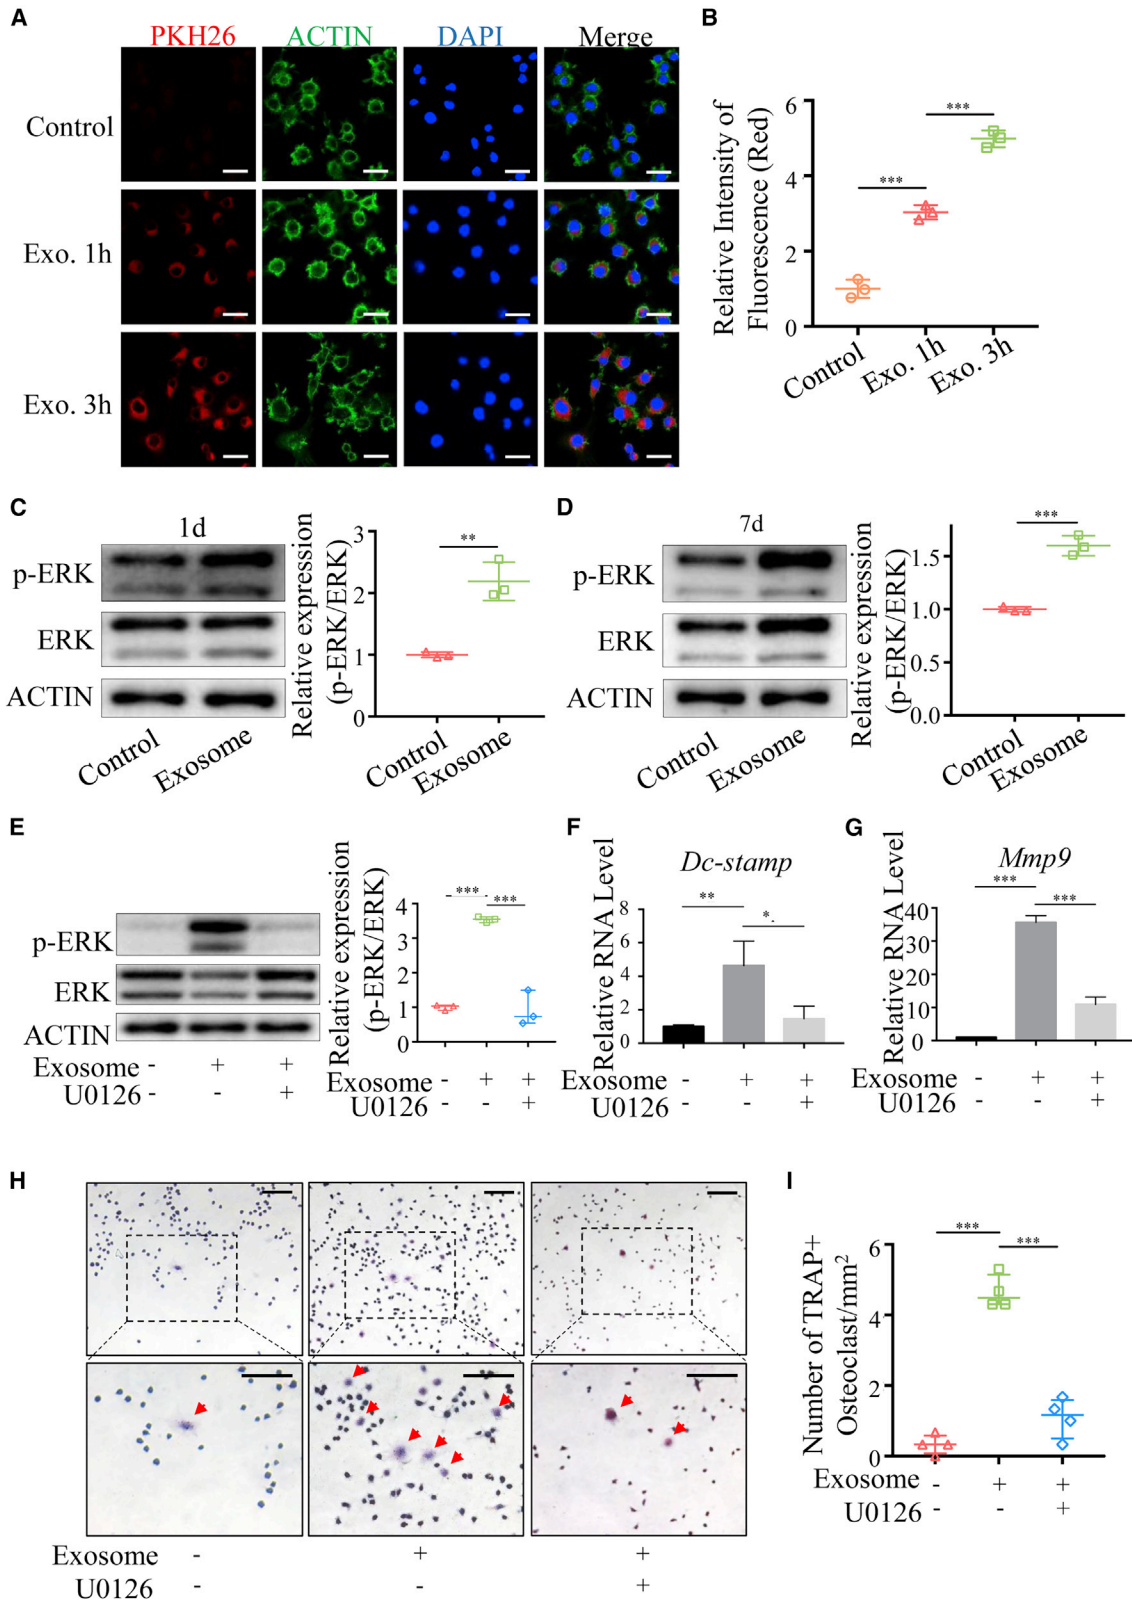 A
PKH26 ACTIN DAPI Merge
Control
Exo. 1h
Exo. 3h
B
Relative Intensity of
Fluorescence (Red)
6
4
2
0
***
***
Control Exo. 1h Exo. 3h
C
1d
p-ERK
ERK
ACTIN
Control Exosome
Relative expression
(p-ERK/ERK)
3
2
1
0
**
Control Exosome
D
7d
p-ERK
ERK
ACTIN
Control Exosome
Relative expression
(p-ERK/ERK)
1.5
1.0
0.5
0.0
***
Control Exosome
E
p-ERK
ERK
ACTIN
Exosome - + +
U0126 - - +
Relative expression
(p-ERK/ERK)
4
3
2
1
0
*** ***
Exosome - + +
U0126 - - +
F
Dc-stamp
Relative RNA Level
8
6
4
2
0
** *
Exosome - + +
U0126 - - +
G
Mmp9
Relative RNA Level
40
30
20
10
0
*** ***
- + +
- - +
H
Exosome - + +
U0126 - - +
I
Number of TRAP+
Osteoclast/mm²
6
4
2
0
*** ***
Exosome - + +
U0126 - - +